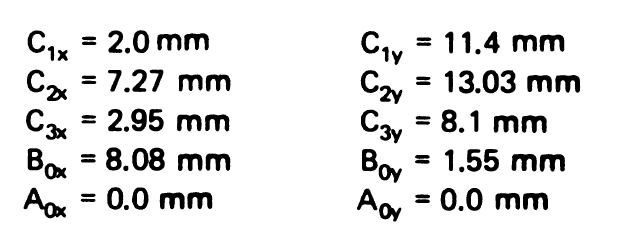 C₁ₓ = 2.0 mm C₁y = 11.4 mm
C₂ₓ = 7.27 mm C₂y = 13.03 mm
C₃ₓ = 2.95 mm C₃y = 8.1 mm
B₀ₓ = 8.08 mm B₀y = 1.55 mm
A₀ₓ = 0.0 mm A₀y = 0.0 mm